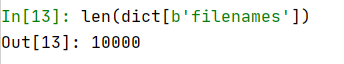 In[13]: len(dict[b'filenames'])
Out[13]: 10000